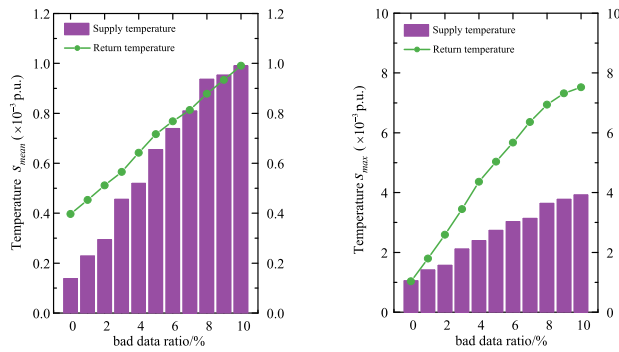 1.2
1.0
0.8
0.6
0.4
0.2
0.0
Temperature S_mean (×10⁻³ p.u.)
Supply temperature
Return temperature
1.2
1.0
0.8
0.6
0.4
0.2
0.0
0 2 4 6 8 10
bad data ratio/%
10
8
6
4
2
0
Temperature S_max (×10⁻³ p.u.)
Supply temperature
Return temperature
10
8
6
4
2
0
0 2 4 6 8 10
bad data ratio/%